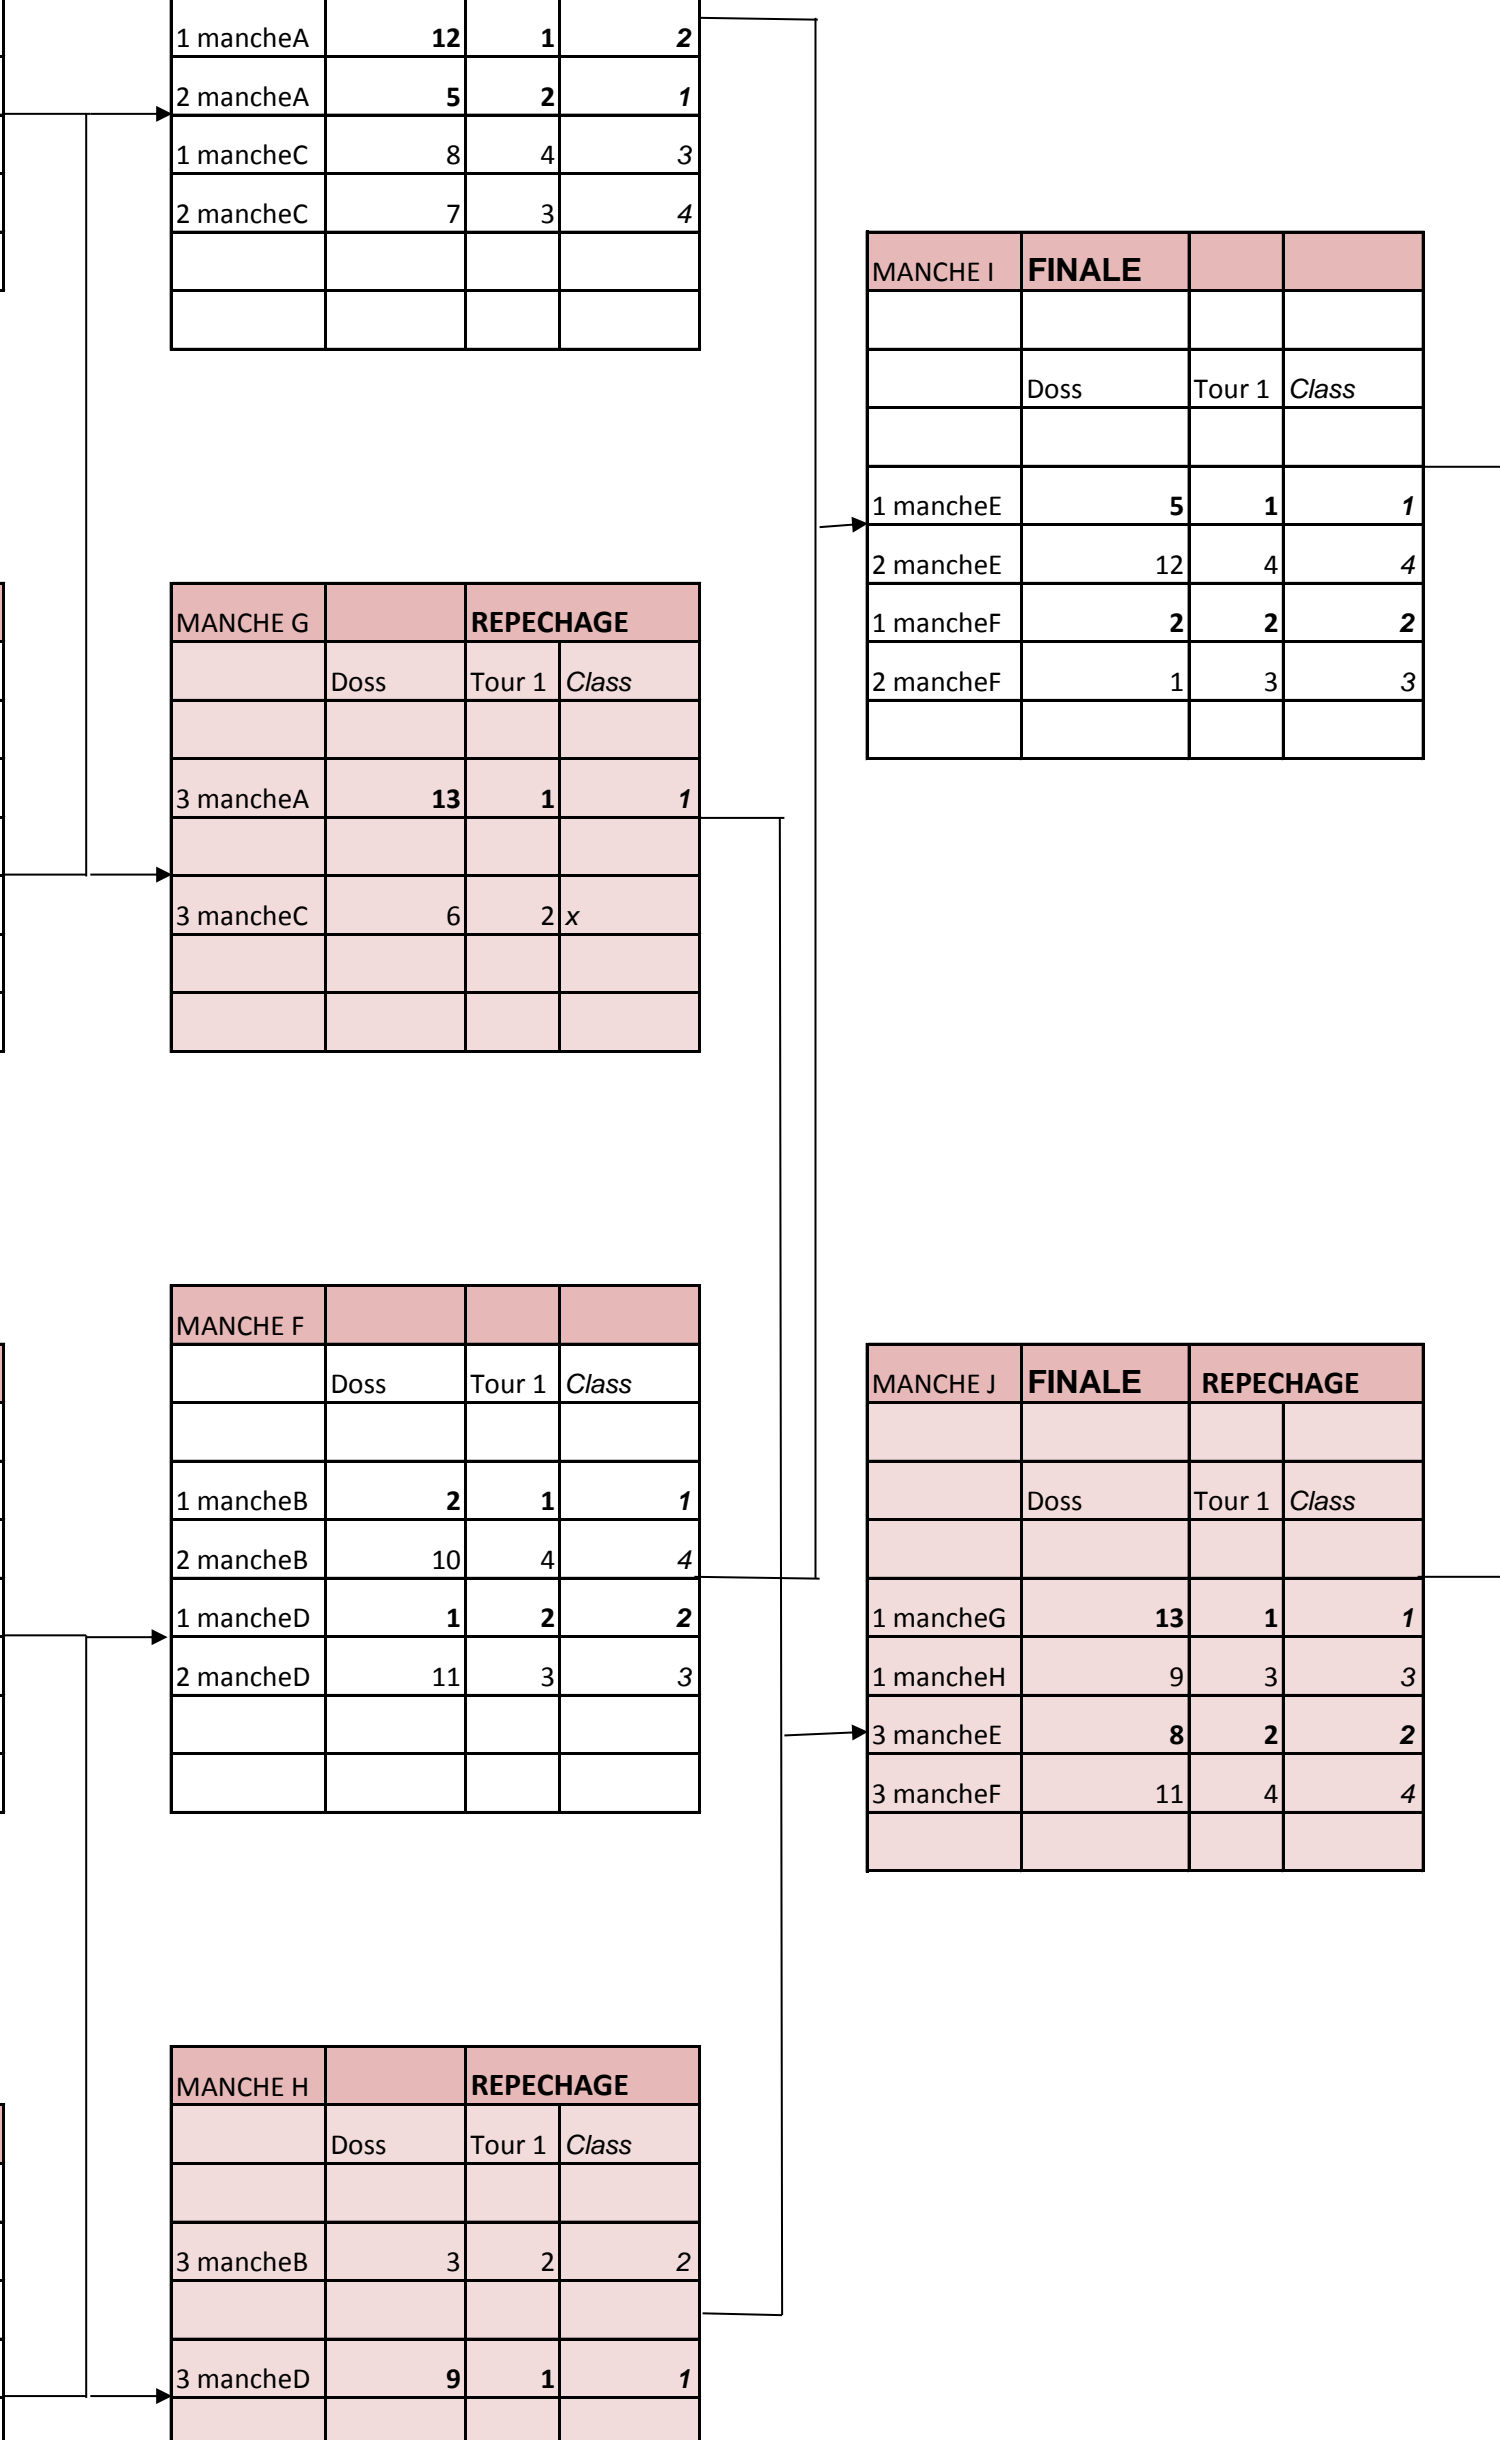 1 mancheA 12 1 2
2 mancheA 5 2 1
1 mancheC 8 4 3
2 mancheC 7 3 4
MANCHE G REPECHAGE
Doss Tour 1 Class
3 mancheA 13 1 1
3 mancheC 6 2 x
MANCHE F
Doss Tour 1 Class
1 mancheB 2 1 1
2 mancheB 10 4 4
1 mancheD 1 2 2
2 mancheD 11 3 3
MANCHE H REPECHAGE
Doss Tour 1 Class
3 mancheB 3 2 2
3 mancheD 9 1 1
MANCHE I FINALE
Doss Tour 1 Class
1 mancheE 5 1 1
2 mancheE 12 4 4
1 mancheF 2 2 2
2 mancheF 1 3 3
MANCHE J FINALE REPECHAGE
Doss Tour 1 Class
1 mancheG 13 1 1
1 mancheH 9 3 3
3 mancheE 8 2 2
3 mancheF 11 4 4